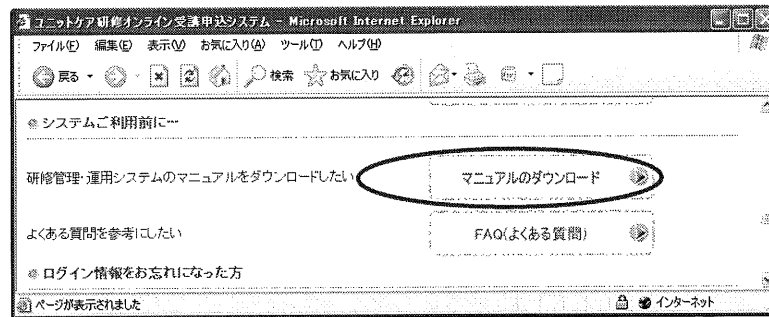 ユニットケア研修オンライン受講申込システム - Microsoft Internet Explorer
ファイル(F) 編集(E) 表示(V) お気に入り(A) ツール(T) ヘルプ(H)
戻る 検索 お気に入り
システムご利用前に…
研修管理・運用システムのマニュアルをダウンロードしたい マニュアルのダウンロード
よくある質問を参考にしたい FAQ(よくある質問)
ログイン情報をお忘れになった方
ページが表示されました インターネット